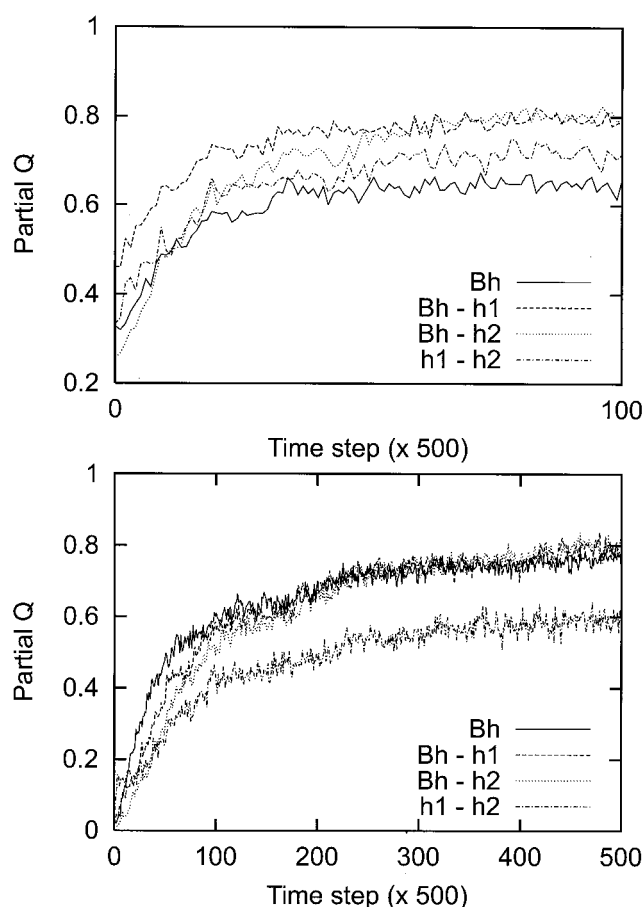 1
0.8
0.6
0.4
0.2
Partial Q
Bh
Bh - h1
Bh - h2
h1 - h2
0 100
Time step (x 500)
1
0.8
0.6
0.4
0.2
0
Partial Q
Bh
Bh - h1
Bh - h2
h1 - h2
0 100 200 300 400 500
Time step (x 500)